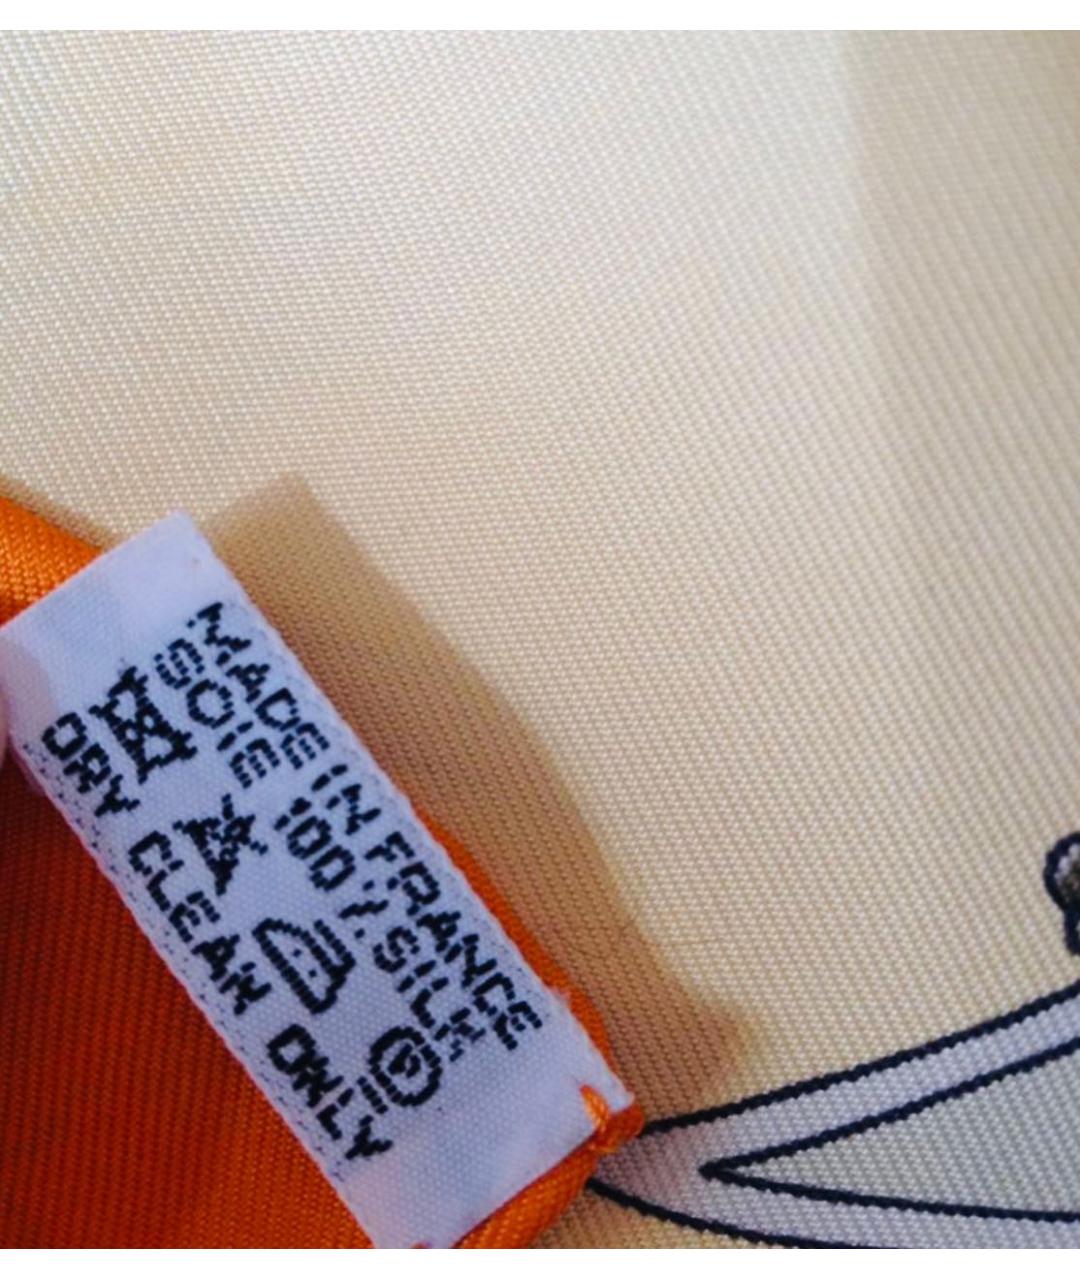 MADE IN FRANCE
SOIE 100% SILK
P
DRY CLEAN ONLY